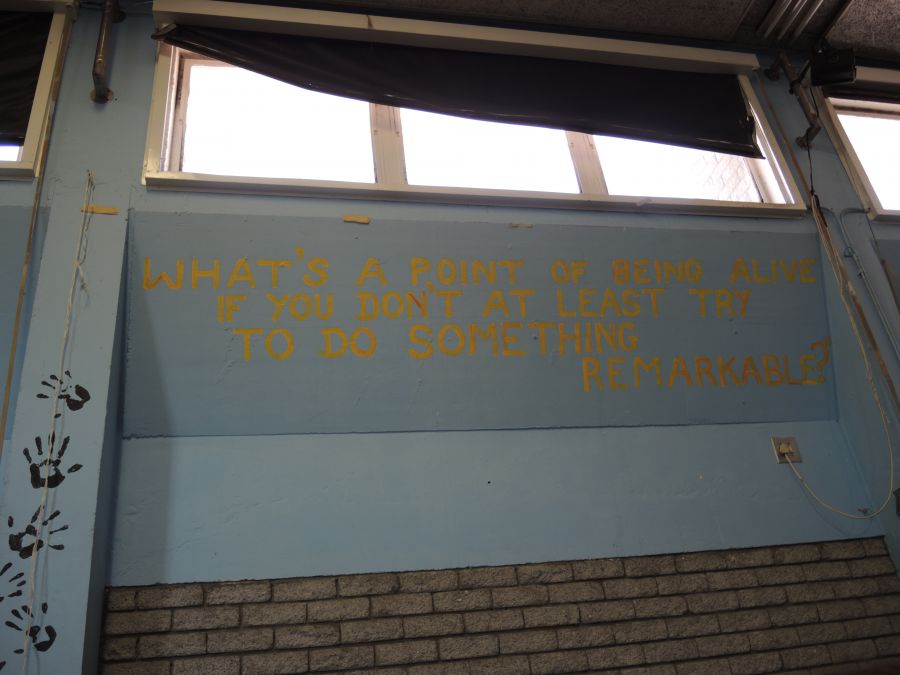 WHAT'S A POINT OF BEING ALIVE
IF YOU DON'T AT LEAST TRY
TO DO SOMETHING
REMARKABLE?